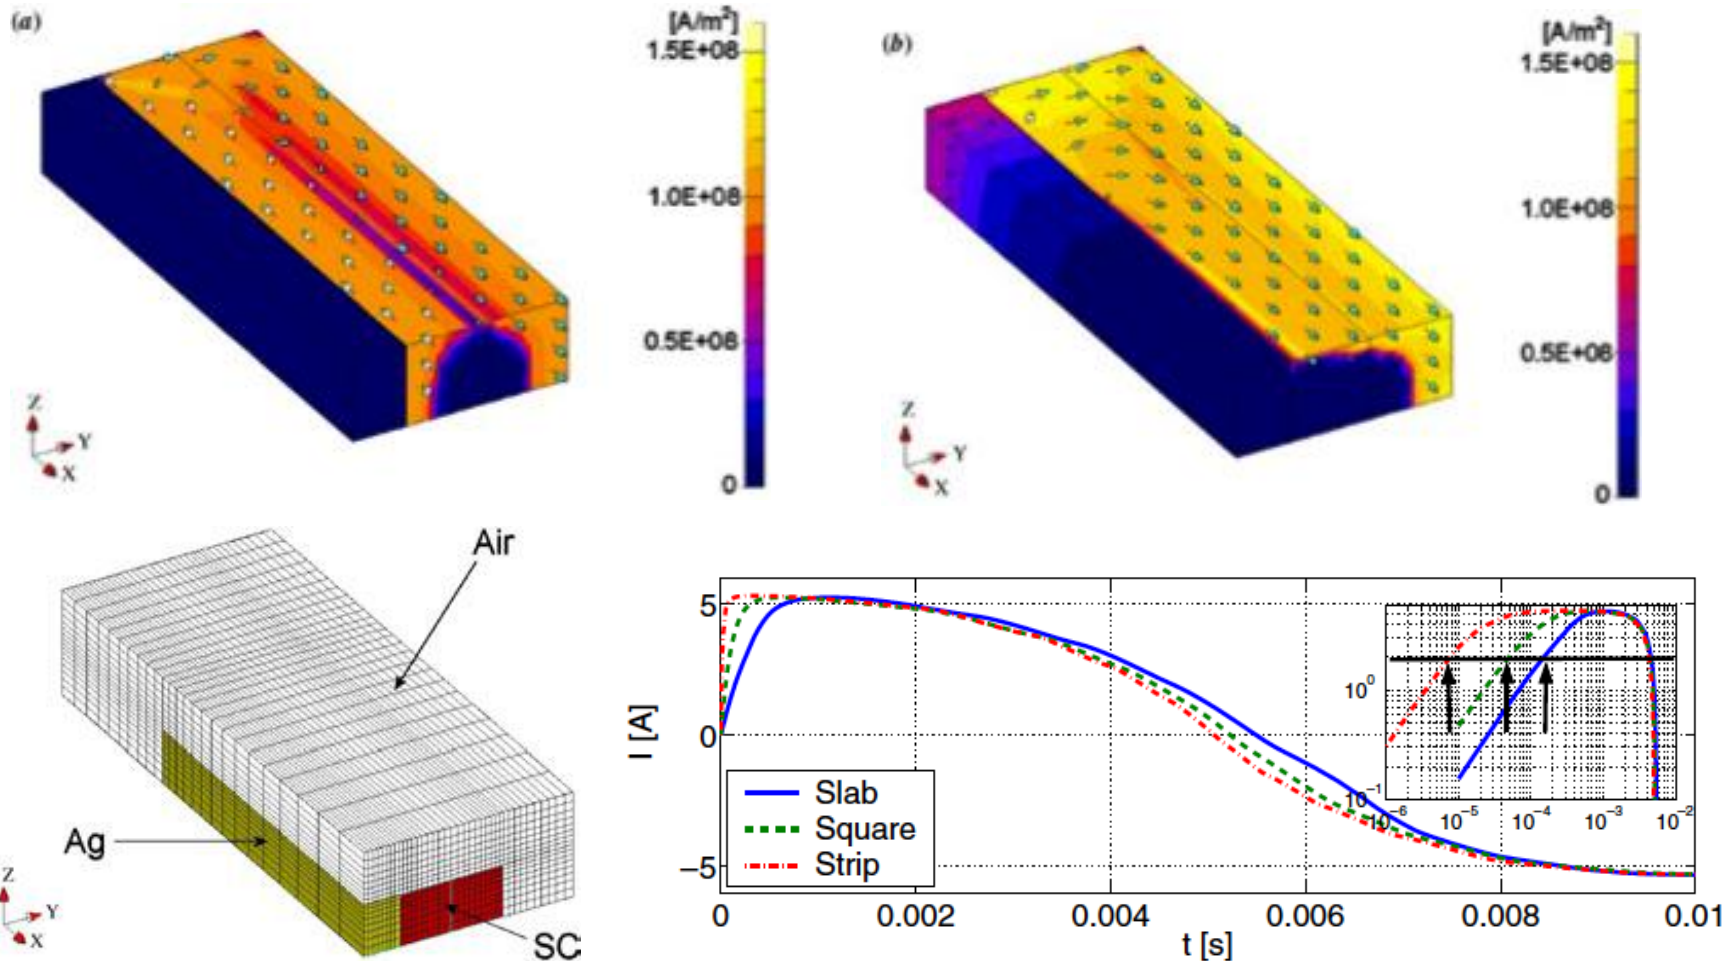 (a)
[A/m²]
1.5E+08
1.0E+08
0.5E+08
0
Z
Y
X
(b)
[A/m²]
1.5E+08
1.0E+08
0.5E+08
0
Z
Y
X
Air
Ag
SC
Z
Y
X
I [A]
5
0
−5
Slab
Square
Strip
0
0.002
0.004
0.006
0.008
0.01
t [s]
10⁰
10⁻¹
10⁻⁶
10⁻⁵
10⁻⁴
10⁻³
10⁻²